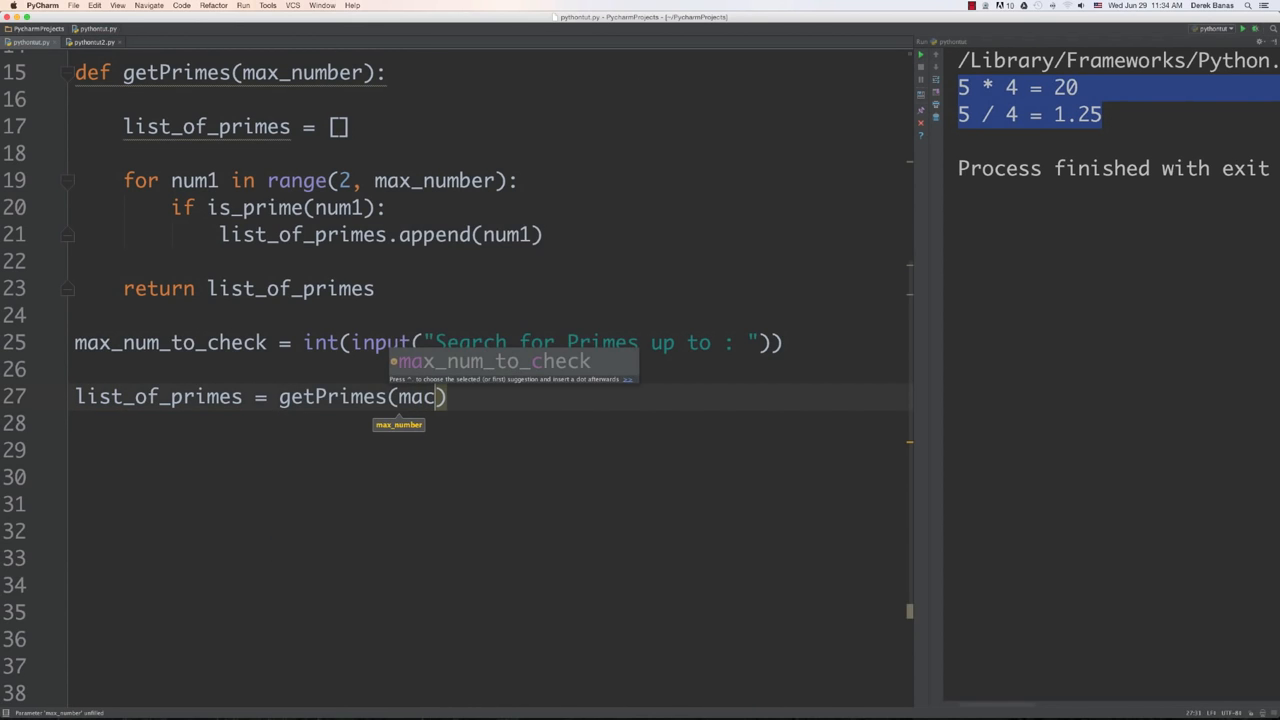 PyCharm File Edit View Navigate Code Refactor Run Tools VCS Window Help Wed Jun 29 11:34 AM Derek Banas
pythontut.py - PycharmProjects - [~/PycharmProjects]
PycharmProjects pythontut.py pythontut
pythontut.py pythontut2.py Run pythontut
14
15 def getPrimes(max_number):
16
17 list_of_primes = []
18
19 for num1 in range(2, max_number):
20 if is_prime(num1):
21 list_of_primes.append(num1)
22
23 return list_of_primes
24
25 max_num_to_check = int(input("Search for Primes up to : "))
26
max_num_to_check
Press ^. to choose the selected (or first) suggestion and insert a dot afterwards >>
27 list_of_primes = getPrimes(mac)
max_number
28
29
30
31
32
33
34
35
36
37
38
/Library/Frameworks/Python.
5 * 4 = 20
5 / 4 = 1.25
Process finished with exit
Parameter 'max_number' unfilled 27:31 LF÷ UTF-8÷